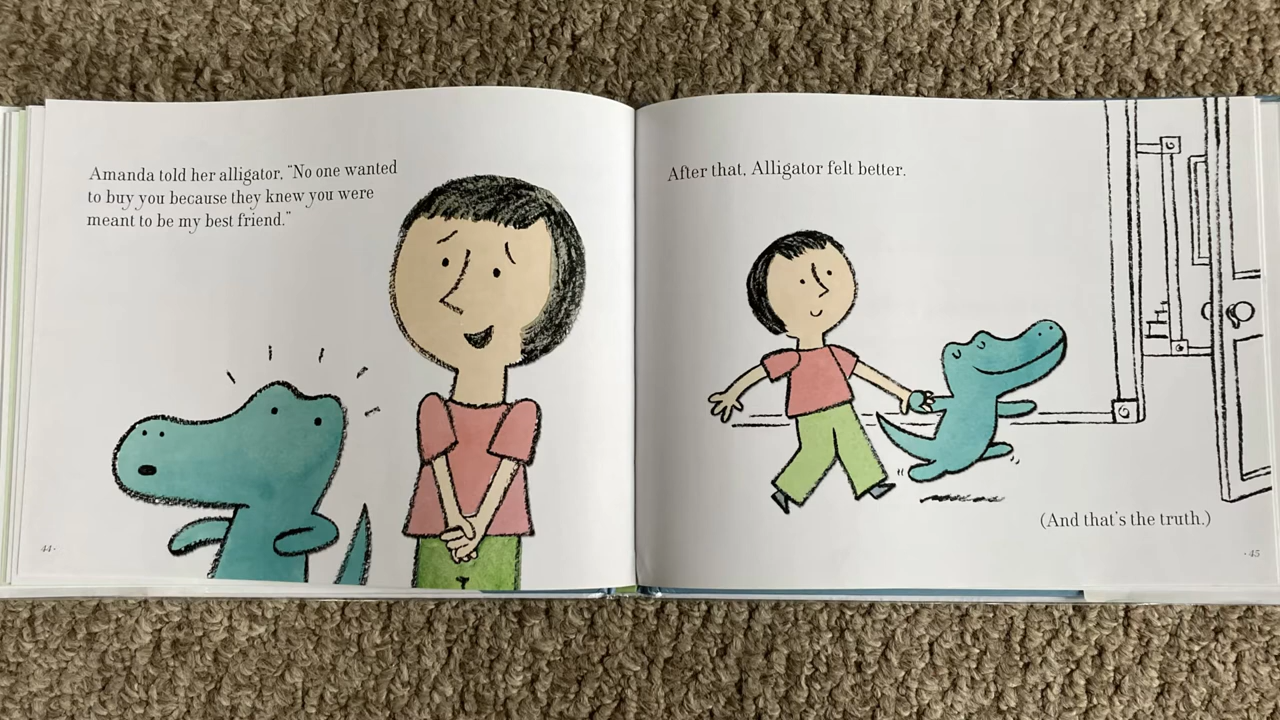 Amanda told her alligator, "No one wanted
to buy you because they knew you were
meant to be my best friend."
44 ·
After that, Alligator felt better.
(And that's the truth.)
· 45